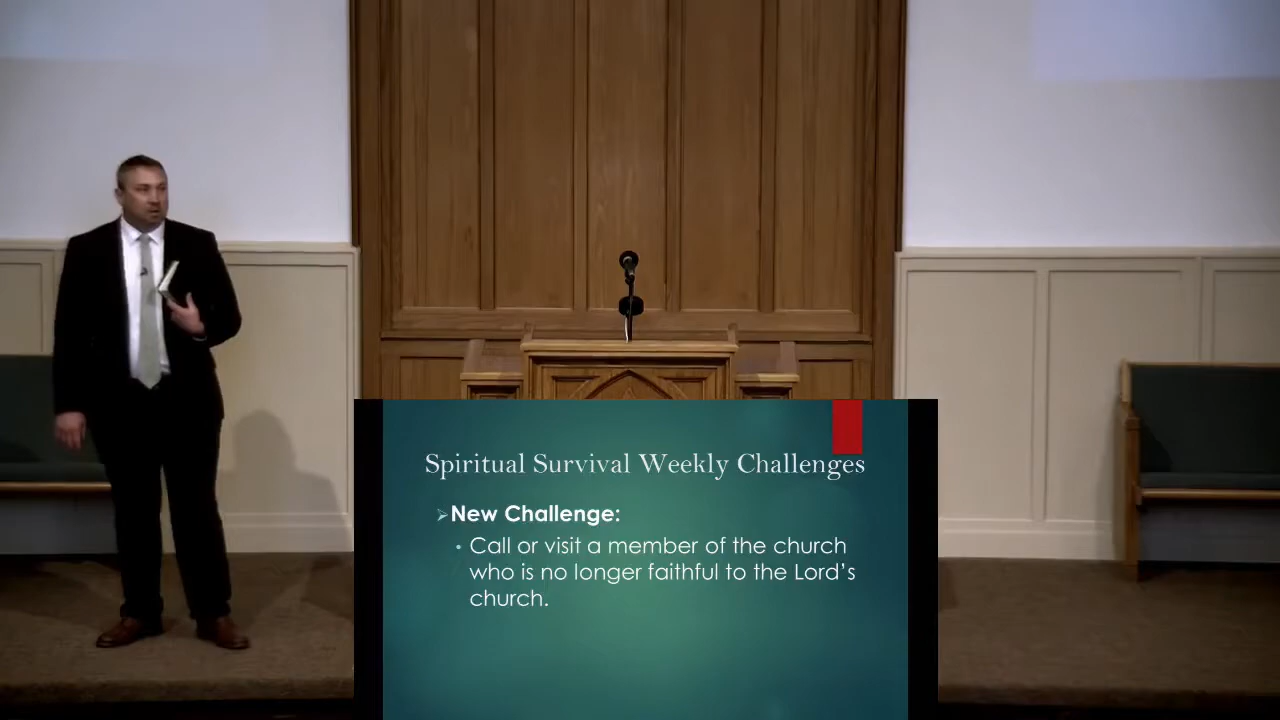 Spiritual Survival Weekly Challenges
New Challenge:
Call or visit a member of the church
who is no longer faithful to the Lord’s
church.